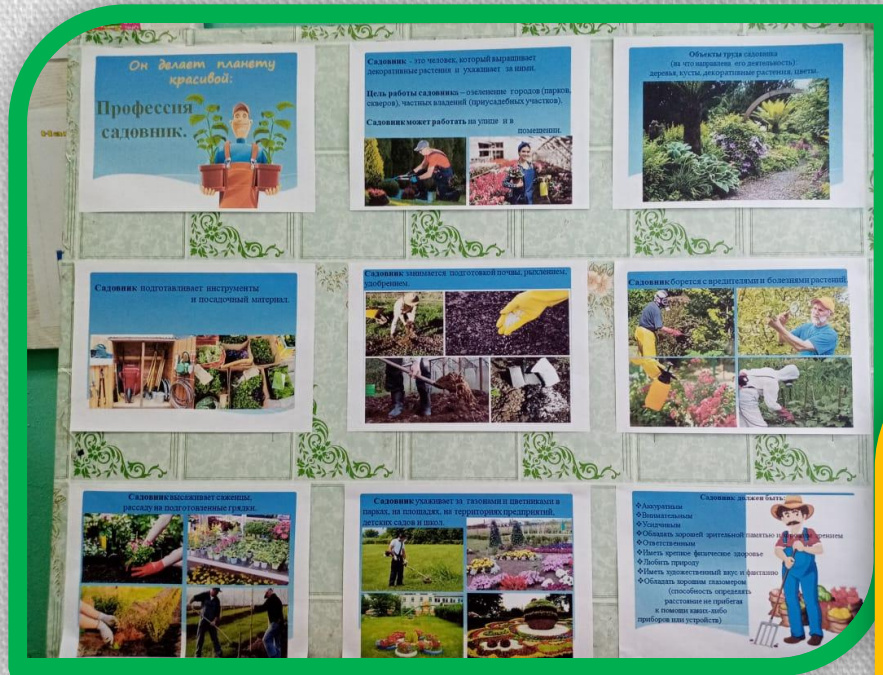 Он делает планету
красивой:
Профессия
садовник.
Садовник - это человек, который выращивает
декоративные растения и ухаживает за ними.
Цель работы садовника – озеленение городов (парков,
скверов), частных владений (приусадебных участков).
Садовник может работать на улице и в
помещении.
Объекты труда садовника
(на что направлена его деятельность):
деревья, кусты, декоративные растения, цветы.
Садовник подготавливает инструменты
и посадочный материал.
Садовник занимается подготовкой почвы, рыхлением,
удобрением.
Садовник борется с вредителями и болезнями растений.
Садовник высаживает саженцы,
рассаду на подготовленные грядки.
Садовник ухаживает за газонами и цветниками в
парках, на площадях, на территориях предприятий,
детских садов и школ.
Садовник должен быть:
❖Аккуратным
❖Внимательным
❖Усидчивым
❖Обладать хорошей зрительной памятью и зрением
❖Ответственным
❖Иметь крепкое физическое здоровье
❖Любить природу
❖Иметь художественный вкус и фантазию
❖Обладать хорошим глазомером
(способность определять
расстояние не прибегая
к помощи каких-либо
приборов или устройств)